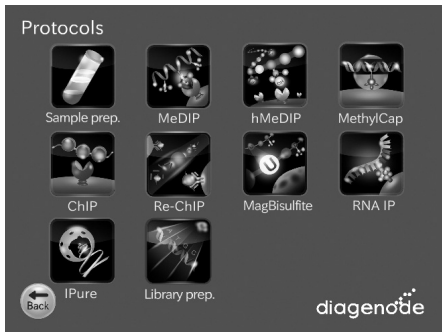 Protocols
Sample prep. MeDIP hMeDIP MethylCap
ChIP Re-ChIP MagBisulfite RNA IP
IPure Library prep.
Back
diagenode